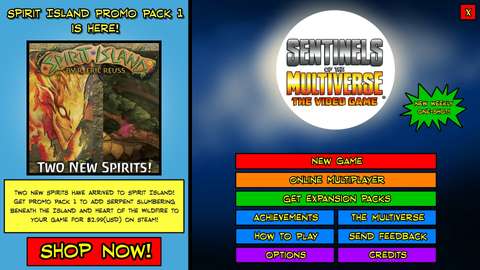 SPIRIT ISLAND PROMO PACK 1
IS HERE!
SPIRIT ISLAND
BY R. ERIC REUSS
TWO NEW SPIRITS!
TWO NEW SPIRITS HAVE ARRIVED TO SPIRIT ISLAND!
GET PROMO PACK 1 TO ADD SERPENT SLUMBERING
BENEATH THE ISLAND AND HEART OF THE WILDFIRE TO
YOUR GAME FOR $2.99(USD) ON STEAM!
SHOP NOW!
X
SENTINELS
OF THE
MULTIVERSE
THE VIDEO GAME
NEW WEEKLY
ONE-SHOT!
NEW GAME
ONLINE MULTIPLAYER
GET EXPANSION PACKS
ACHIEVEMENTS
THE MULTIVERSE
HOW TO PLAY
SEND FEEDBACK
OPTIONS
CREDITS